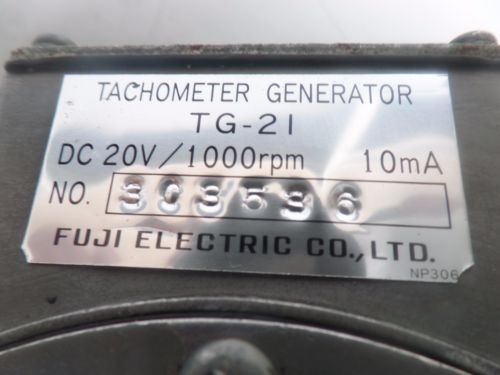 TACHOMETER GENERATOR
TG-21
DC 20V/1000rpm 10mA
NO. 303536
FUJI ELECTRIC CO., LTD.
NP306